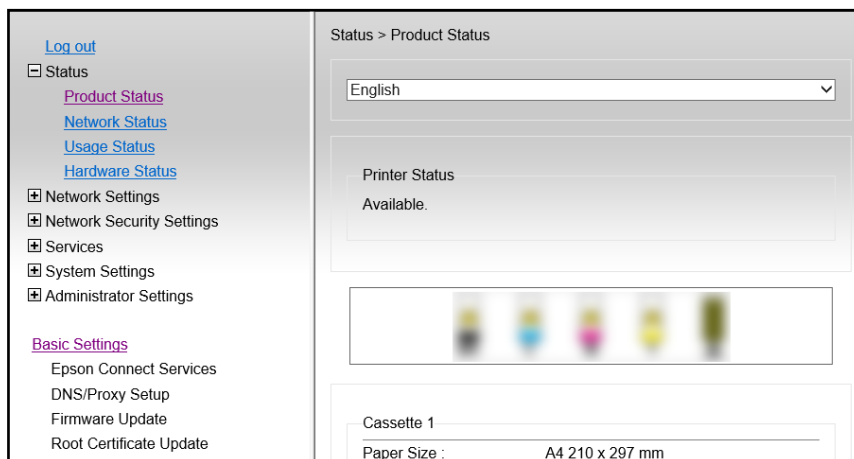 Log out
Status
Product Status
Network Status
Usage Status
Hardware Status
Network Settings
Network Security Settings
Services
System Settings
Administrator Settings
Basic Settings
Epson Connect Services
DNS/Proxy Setup
Firmware Update
Root Certificate Update
Status > Product Status
English
Printer Status
Available.
Cassette 1
Paper Size : A4 210 x 297 mm